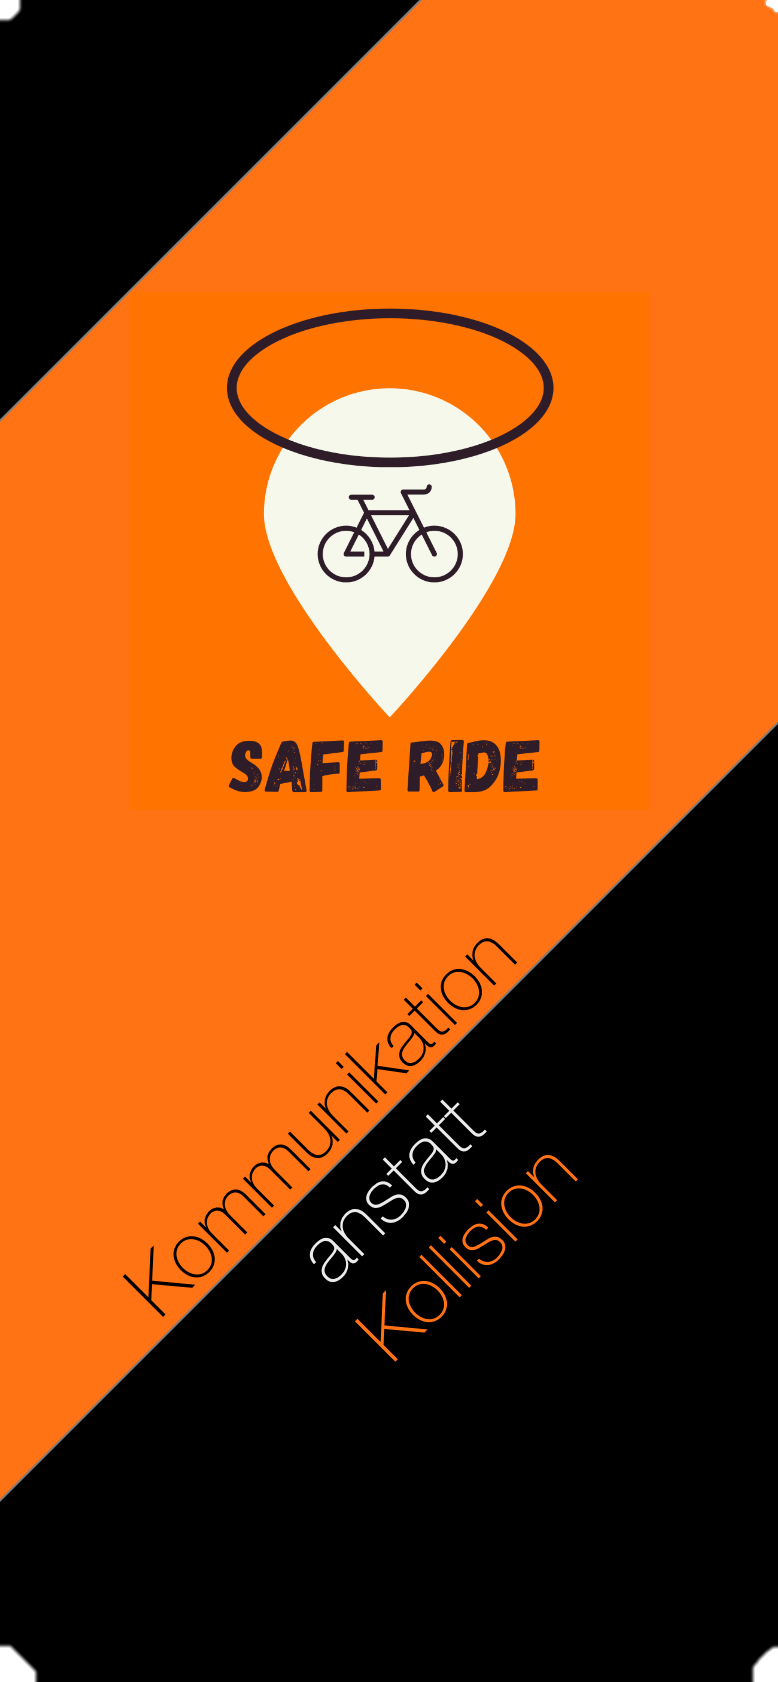 SAFE RIDE
Kommunikation
anstatt
Kollision